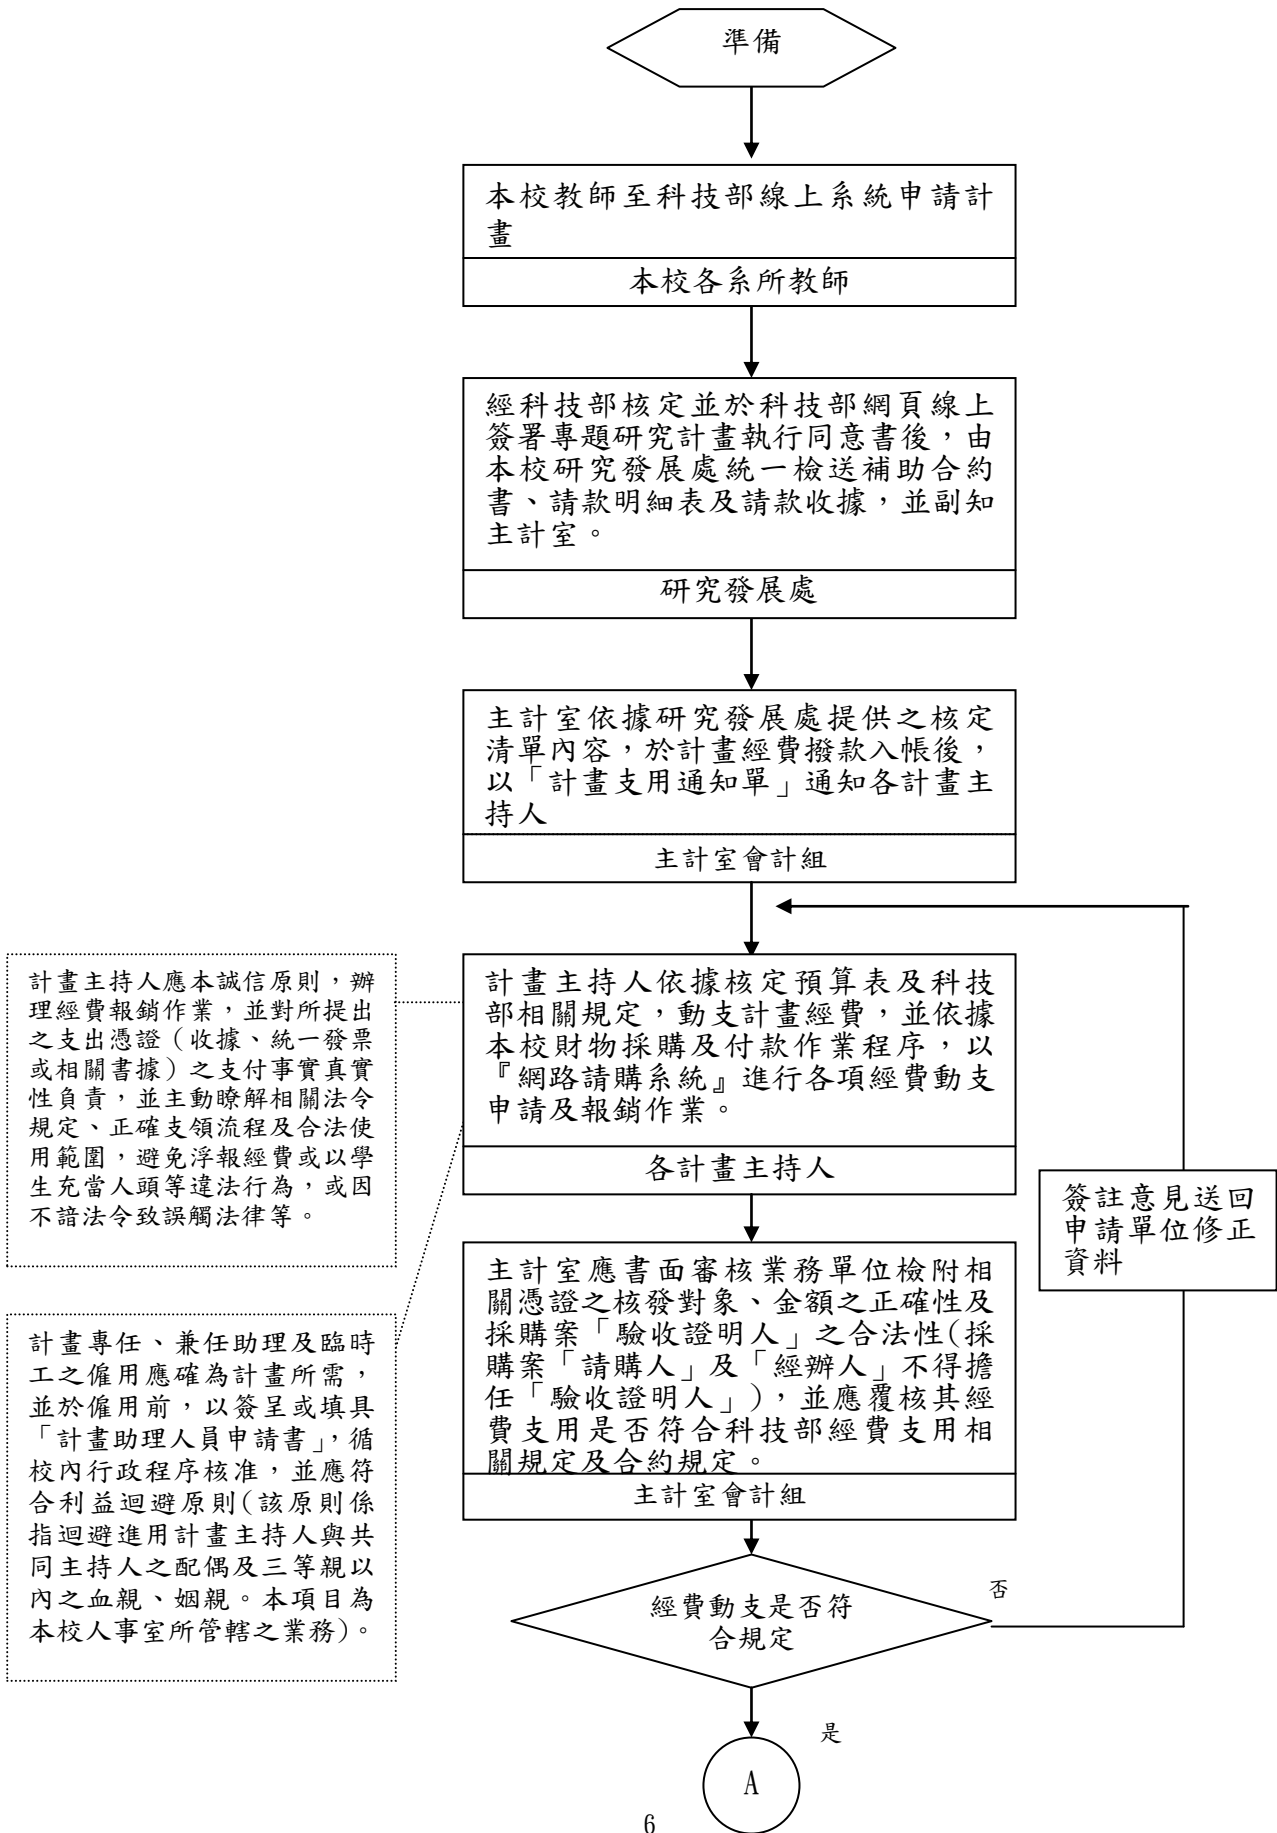 準備
本校教師至科技部線上系統申請計
畫
本校各系所教師
經科技部核定並於科技部網頁線上
簽署專題研究計畫執行同意書後，由
本校研究發展處統一檢送補助合約
書、請款明細表及請款收據，並副知
主計室。
研究發展處
主計室依據研究發展處提供之核定
清單內容，於計畫經費撥款入帳後，
以「計畫支用通知單」通知各計畫主
持人
主計室會計組
計畫主持人應本誠信原則，辦
理經費報銷作業，並對所提出
之支出憑證（收據、統一發票
或相關書據）之支付事實真實
性負責，並主動瞭解相關法令
規定、正確支領流程及合法使
用範圍，避免浮報經費或以學
生充當人頭等違法行為，或因
不諳法令致誤觸法律等。
計畫主持人依據核定預算表及科技
部相關規定，動支計畫經費，並依據
本校財物採購及付款作業程序，以
『網路請購系統』進行各項經費動支
申請及報銷作業。
各計畫主持人
簽註意見送回
申請單位修正
資料
主計室應書面審核業務單位檢附相
關憑證之核發對象、金額之正確性及
採購案「驗收證明人」之合法性(採
購案「請購人」及「經辦人」不得擔
任「驗收證明人」)，並應覆核其經
費支用是否符合科技部經費支用相
關規定及合約規定。
主計室會計組
計畫專任、兼任助理及臨時
工之僱用應確為計畫所需，
並於僱用前，以簽呈或填具
「計畫助理人員申請書」，循
校內行政程序核准，並應符
合利益迴避原則(該原則係
指迴避進用計畫主持人與共
同主持人之配偶及三等親以
內之血親、姻親。本項目為
本校人事室所管轄之業務)。
經費動支是否符
合規定
否
是
A
6